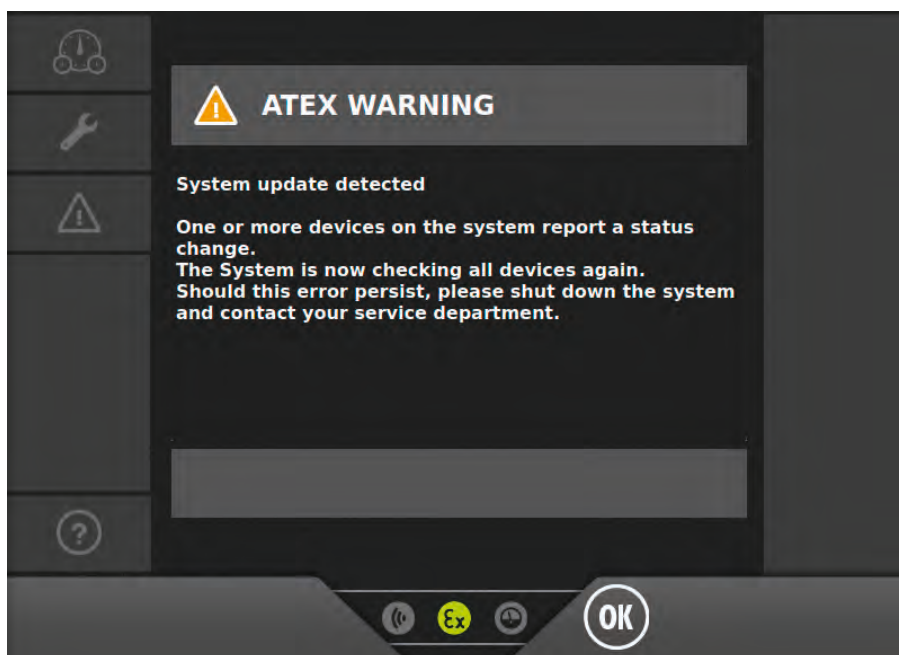 ATEX WARNING
System update detected
One or more devices on the system report a status
change.
The System is now checking all devices again.
Should this error persist, please shut down the system
and contact your service department.
?
Ex
OK